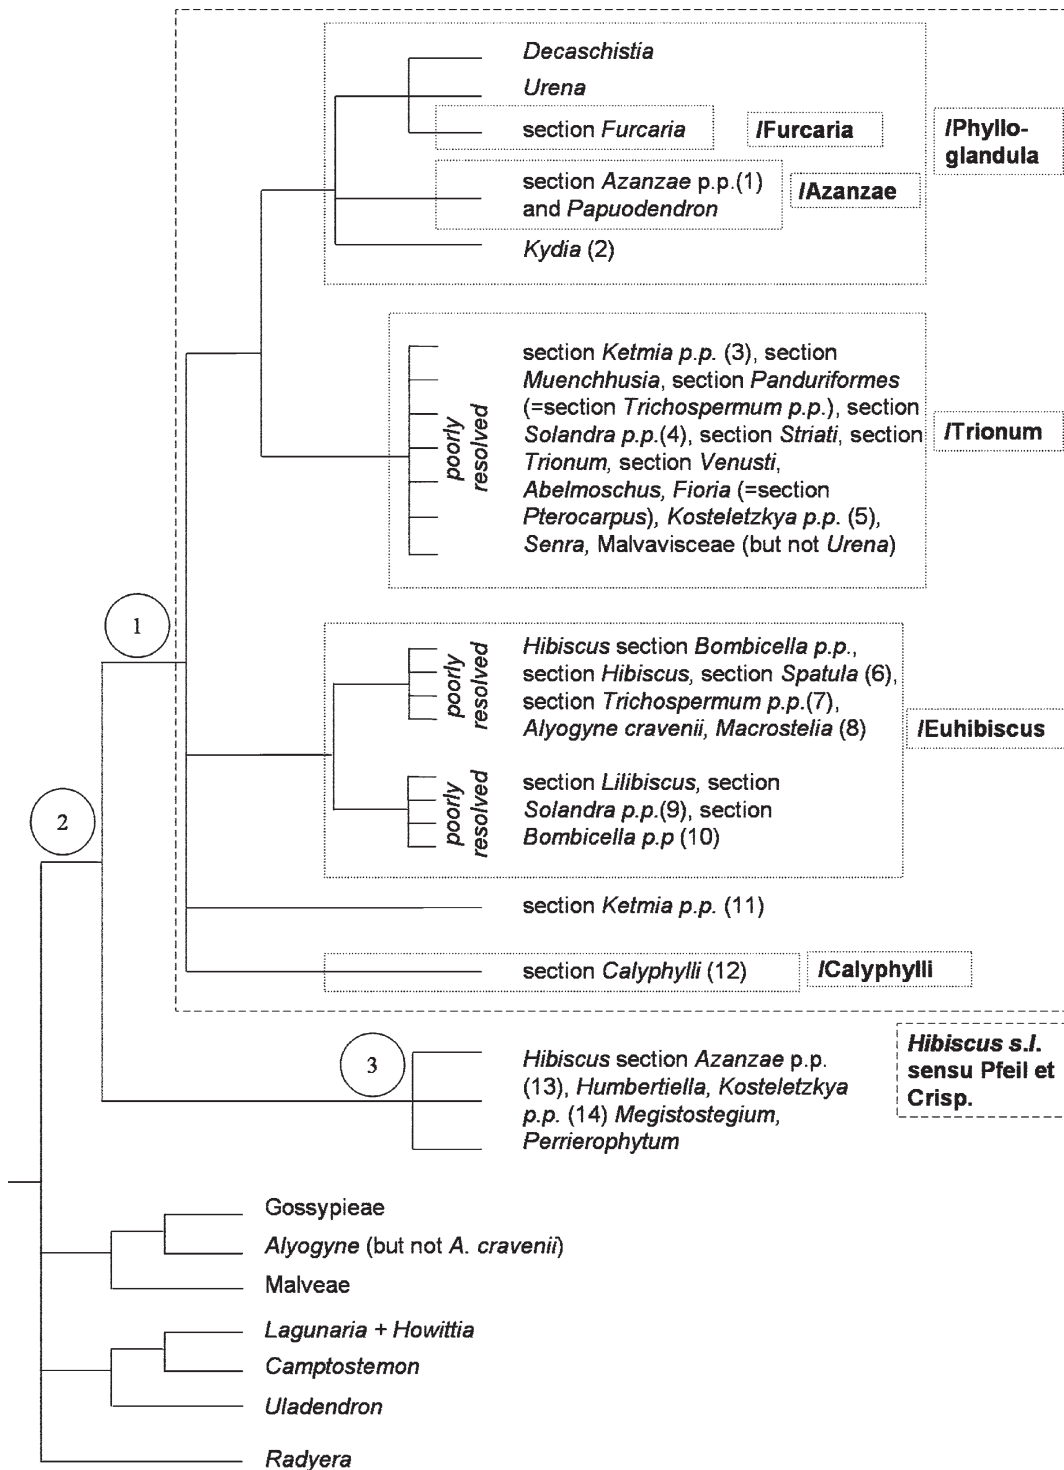 Decaschistia
Urena
section Furcaria
/Furcaria
/Phyllo-
glandula
section Azanzae p.p.(1)
and Papuodendron
/Azanzae
Kydia (2)
poorly
resolved
section Ketmia p.p. (3), section
Muenchhusia, section Panduriformes
(=section Trichospermum p.p.), section
Solandra p.p.(4), section Striati, section
Trionum, section Venusti,
Abelmoschus, Fioria (=section
Pterocarpus), Kosteletzkya p.p. (5),
Senra, Malvavisceae (but not Urena)
/Trionum
1
poorly
resolved
Hibiscus section Bombicella p.p.,
section Hibiscus, section Spatula (6),
section Trichospermum p.p.(7),
Alyogyne cravenii, Macrostelia (8)
/Euhibiscus
2
poorly
resolved
section Lilibiscus, section
Solandra p.p.(9), section
Bombicella p.p (10)
section Ketmia p.p. (11)
section Calyphylli (12)
/Calyphylli
3
Hibiscus section Azanzae p.p.
(13), Humbertiella, Kosteletzkya
p.p. (14) Megistostegium,
Perrierophytum
Hibiscus s.l.
sensu Pfeil et
Crisp.
Gossypieae
Alyogyne (but not A. cravenii)
Malveae
Lagunaria + Howittia
Camptostemon
Uladendron
Radyera